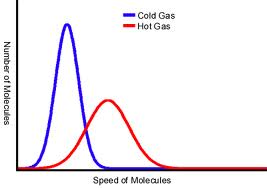 Cold Gas
Hot Gas
Number of Molecules
Speed of Molecules